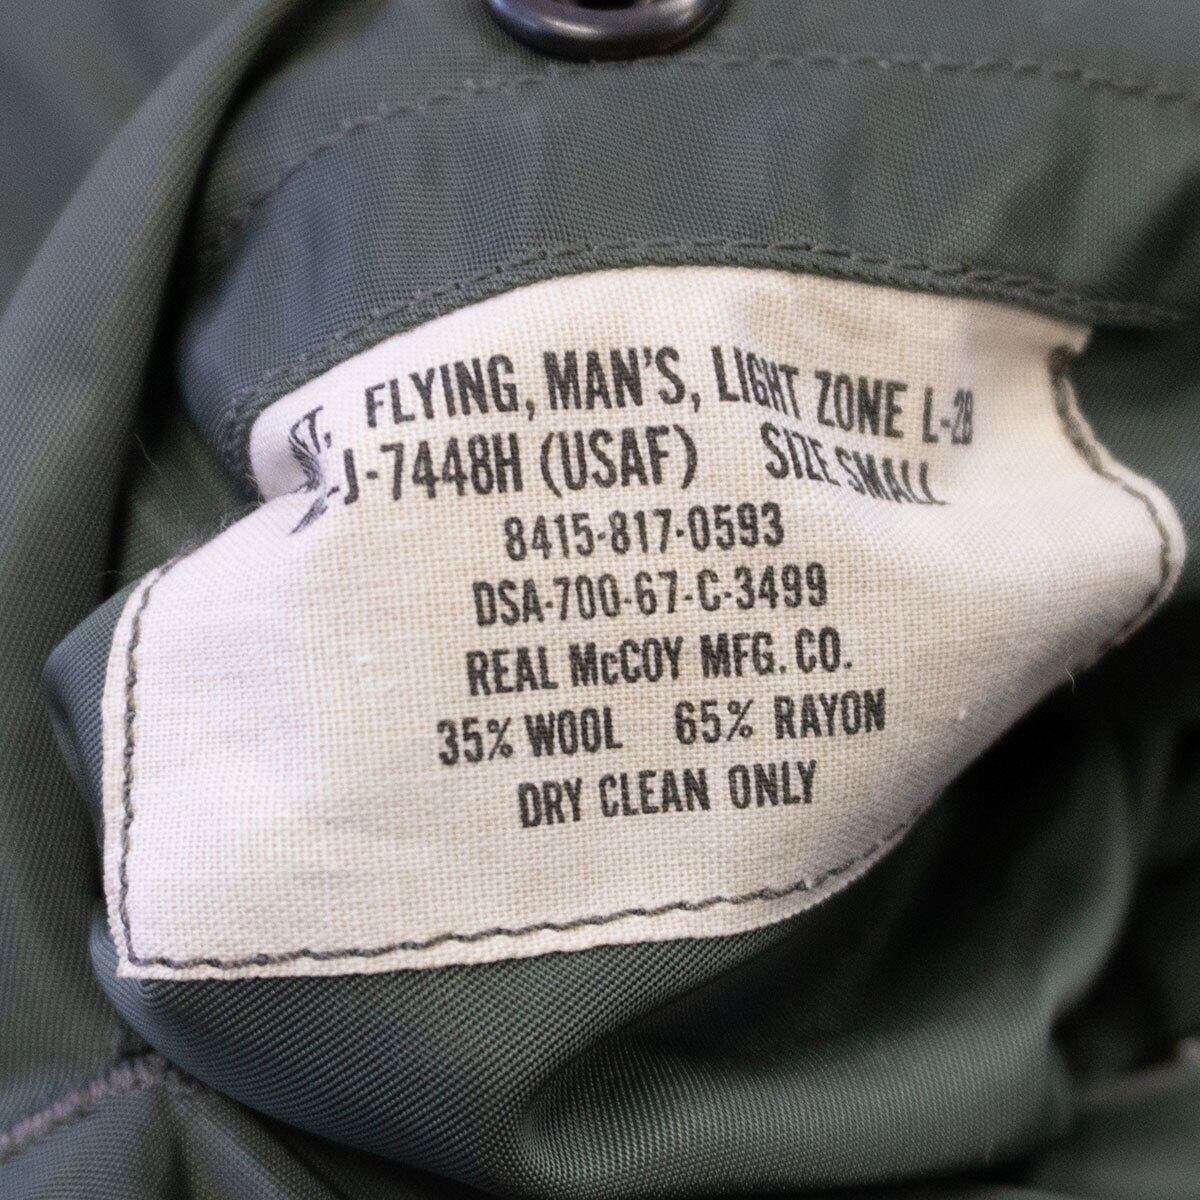 FLYING, MAN'S, LIGHT ZONE L-2B
-J-7448H (USAF) SIZE SMALL
8415-817-0593
DSA-700-67-C-3499
REAL McCOY MFG. CO.
35% WOOL 65% RAYON
DRY CLEAN ONLY